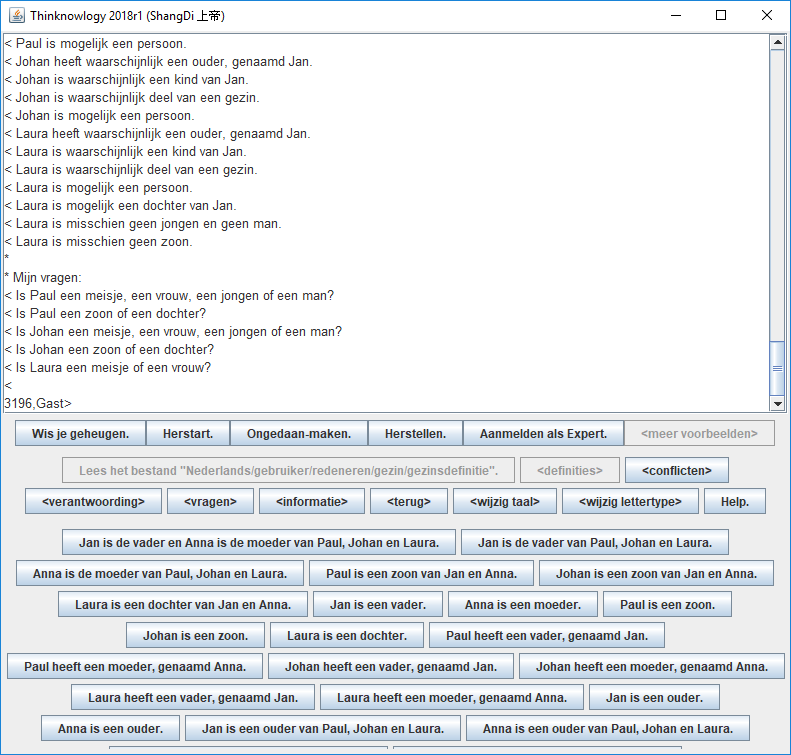 Thinknowlogy 2018r1 (ShangDi 上帝)
< Paul is mogelijk een persoon.
< Johan heeft waarschijnlijk een ouder, genaamd Jan.
< Johan is waarschijnlijk een kind van Jan.
< Johan is waarschijnlijk deel van een gezin.
< Johan is mogelijk een persoon.
< Laura heeft waarschijnlijk een ouder, genaamd Jan.
< Laura is waarschijnlijk een kind van Jan.
< Laura is waarschijnlijk deel van een gezin.
< Laura is mogelijk een persoon.
< Laura is mogelijk een dochter van Jan.
< Laura is misschien geen jongen en geen man.
< Laura is misschien geen zoon.
*
* Mijn vragen:
< Is Paul een meisje, een vrouw, een jongen of een man?
< Is Paul een zoon of een dochter?
< Is Johan een meisje, een vrouw, een jongen of een man?
< Is Johan een zoon of een dochter?
< Is Laura een meisje of een vrouw?
<
3196,Gast>
Wis je geheugen. Herstart. Ongedaan-maken. Herstellen. Aanmelden als Expert. <meer voorbeelden>
Lees het bestand "Nederlands/gebruiker/redeneren/gezin/gezinsdefinitie". <definities> <conflicten>
<verantwoording> <vragen> <informatie> <terug> <wijzig taal> <wijzig lettertype> Help.
Jan is de vader en Anna is de moeder van Paul, Johan en Laura. Jan is de vader van Paul, Johan en Laura.
Anna is de moeder van Paul, Johan en Laura. Paul is een zoon van Jan en Anna. Johan is een zoon van Jan en Anna.
Laura is een dochter van Jan en Anna. Jan is een vader. Anna is een moeder. Paul is een zoon.
Johan is een zoon. Laura is een dochter. Paul heeft een vader, genaamd Jan.
Paul heeft een moeder, genaamd Anna. Johan heeft een vader, genaamd Jan. Johan heeft een moeder, genaamd Anna.
Laura heeft een vader, genaamd Jan. Laura heeft een moeder, genaamd Anna. Jan is een ouder.
Anna is een ouder. Jan is een ouder van Paul, Johan en Laura. Anna is een ouder van Paul, Johan en Laura.